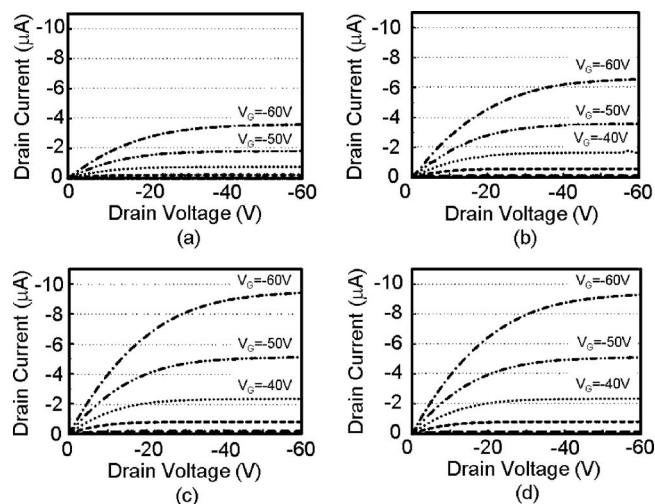 Drain Current (μA)
-10
-8
-6
-4
-2
0
V_G=-60V
V_G=-50V
0
-20
-40
-60
Drain Voltage (V)
(a)
Drain Current (μA)
-10
-8
-6
-4
-2
0
V_G=-60V
V_G=-50V
V_G=-40V
0
-20
-40
-60
Drain Voltage (V)
(b)
Drain Current (μA)
-10
-8
-6
-4
-2
0
V_G=-60V
V_G=-50V
V_G=-40V
0
-20
-40
-60
Drain Voltage (V)
(c)
Drain Current (μA)
-10
-8
-6
-4
-2
0
V_G=-60V
V_G=-50V
V_G=-40V
0
-20
-40
-60
Drain Voltage (V)
(d)